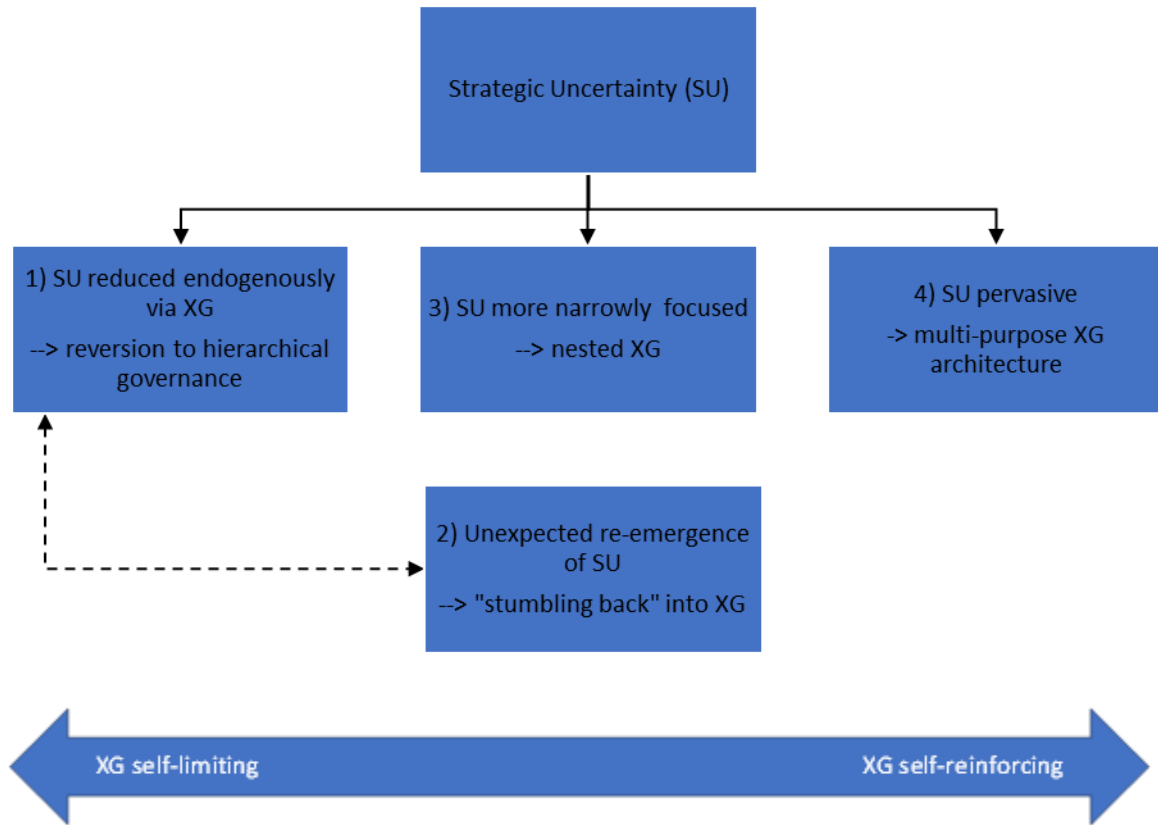 Strategic Uncertainty (SU)
1) SU reduced endogenously
via XG
--> reversion to hierarchical
governance
3) SU more narrowly focused
--> nested XG
4) SU pervasive
-> multi-purpose XG
architecture
2) Unexpected re-emergence
of SU
--> "stumbling back" into XG
XG self-limiting
XG self-reinforcing